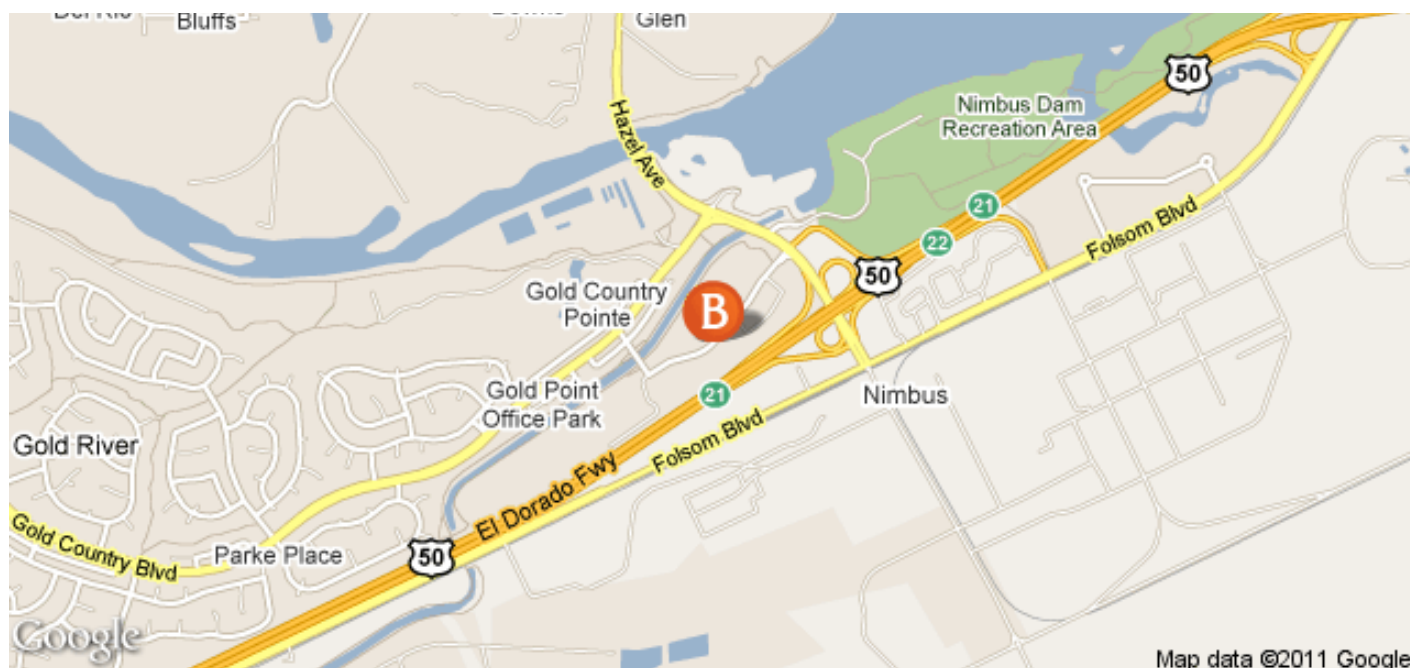 Bluffs
Glen
50
Nimbus Dam
Recreation Area
Hazel Ave
21
22
Folsom Blvd
50
Gold Country
Pointe
B
21
Nimbus
Gold Point
Office Park
Folsom Blvd
Gold River
El Dorado Fwy
50
Parke Place
Gold Country Blvd
Google
Map data ©2011 Google